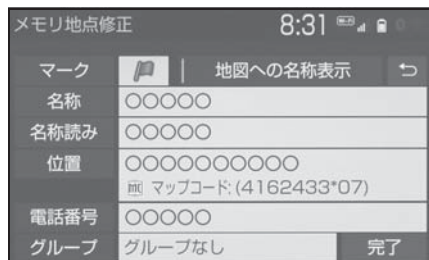 メモリ地点修正 8:31
マーク 地図への名称表示
名称 ○○○○○
名称読み ○○○○○
位置 ○○○○○○○○○○
マップコード:(4162433*07)
電話番号 ○○○○○
グループ グループなし 完了